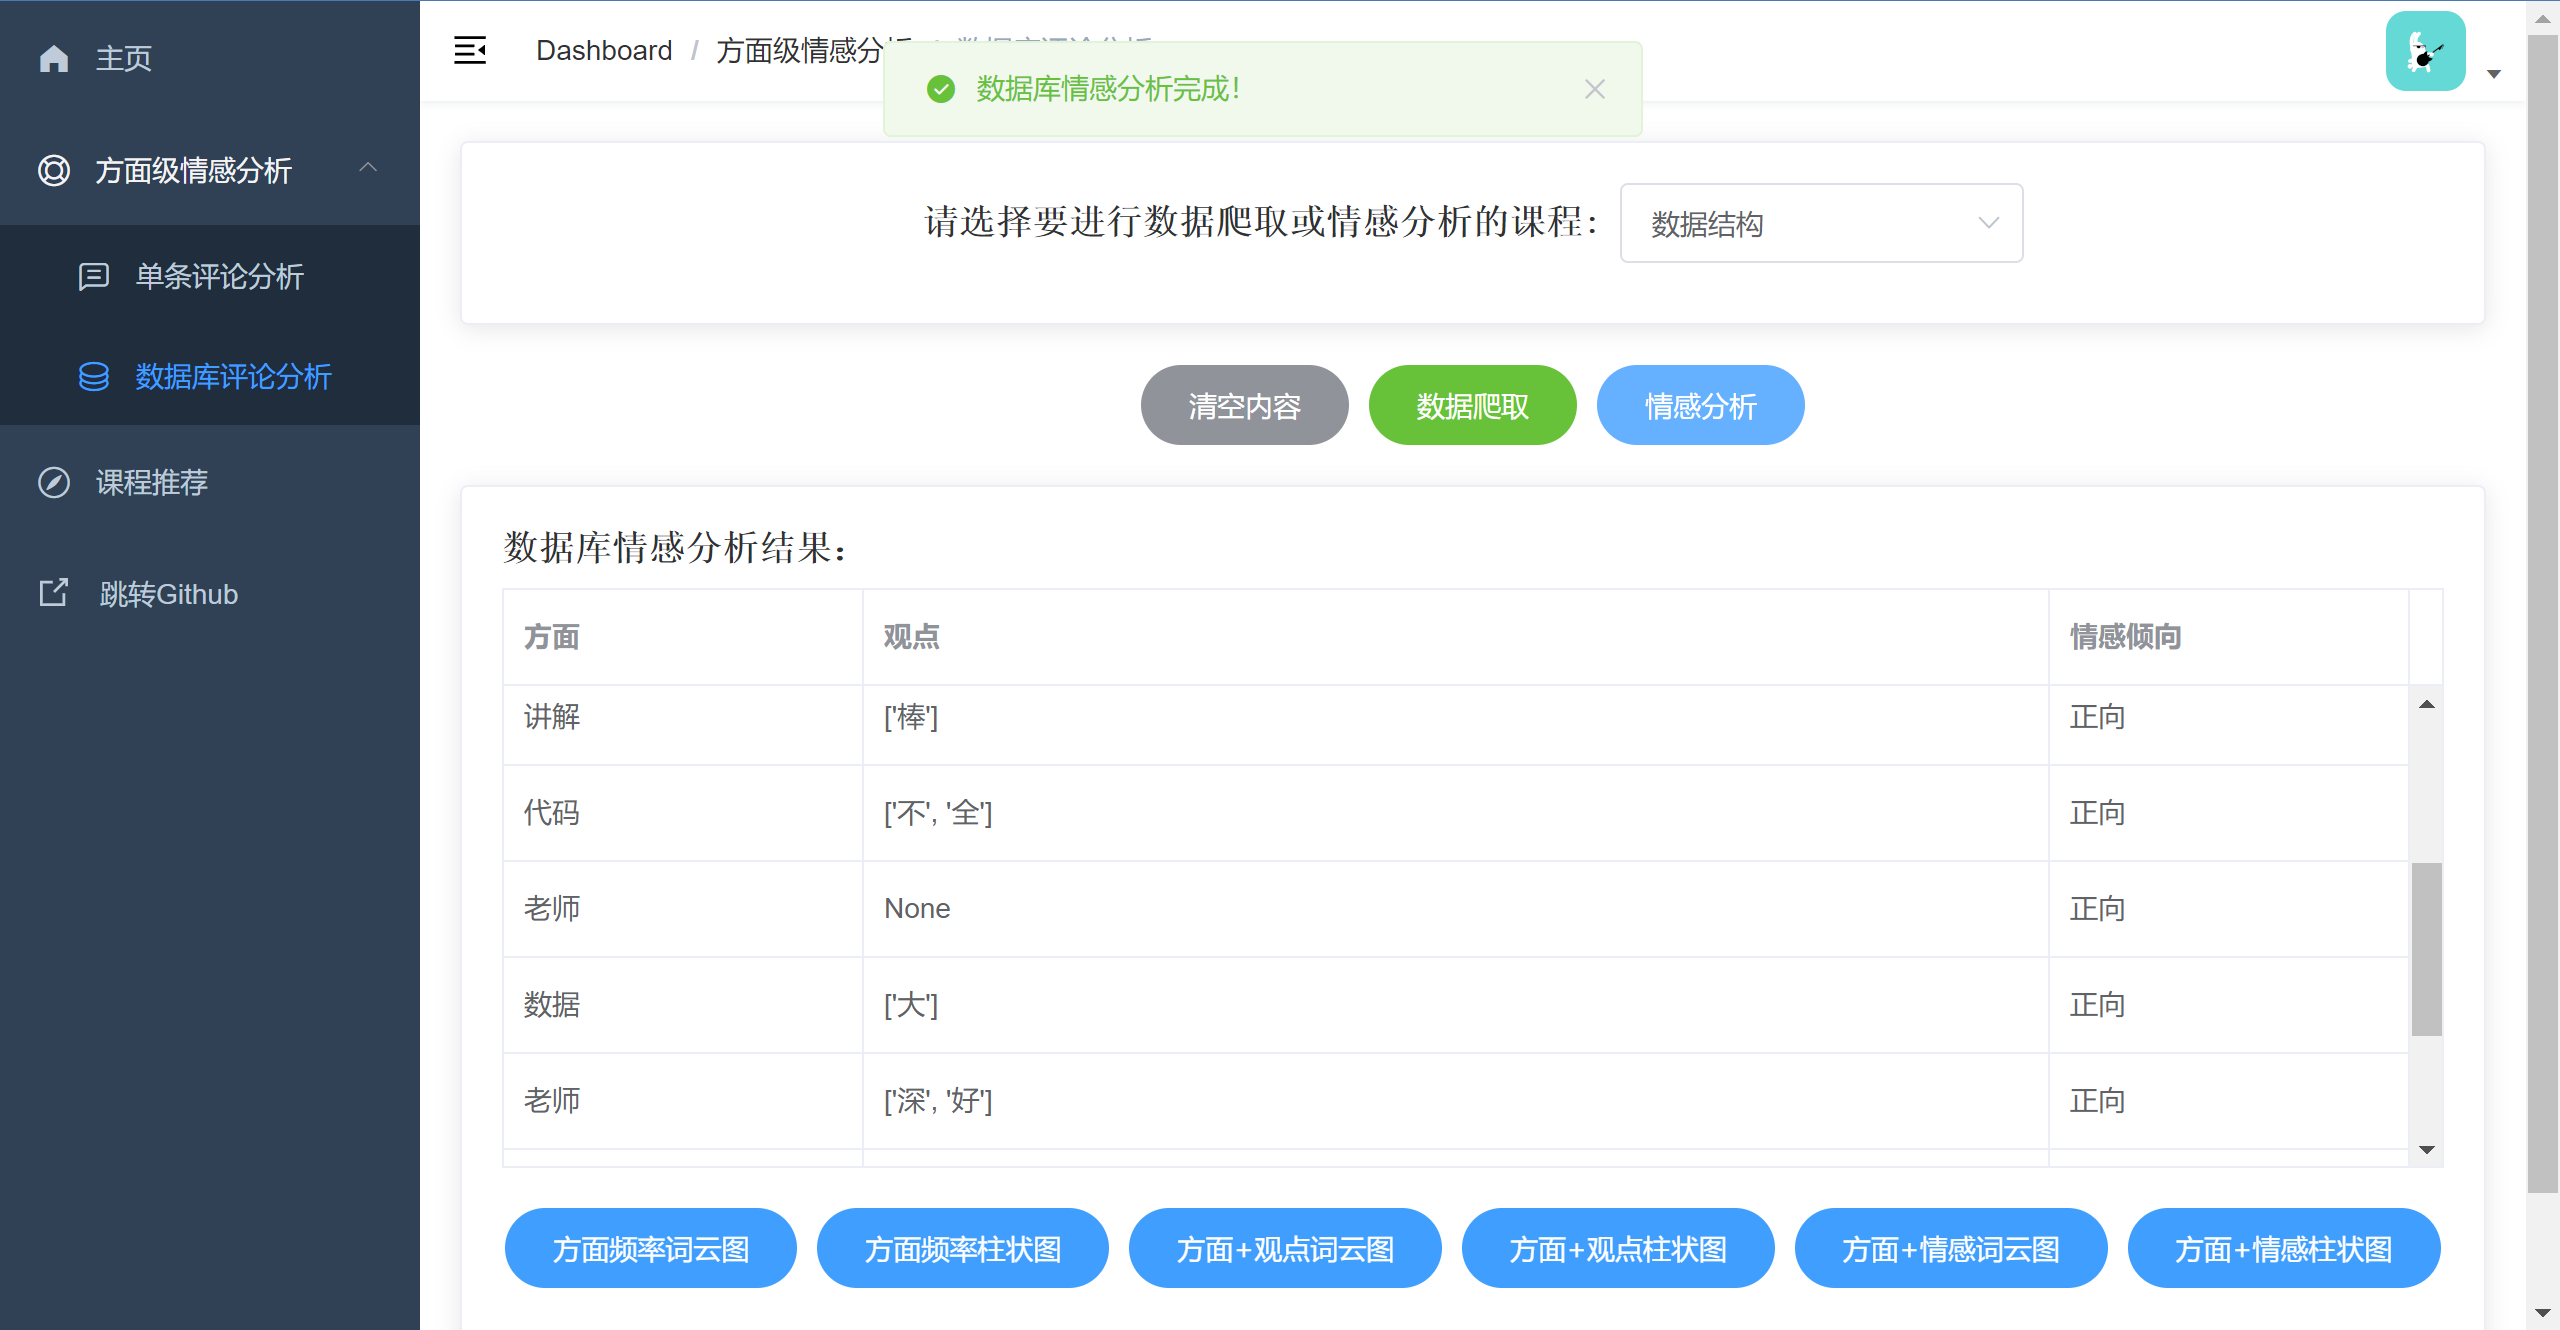 主页
方面级情感分析
单条评论分析
数据库评论分析
课程推荐
跳转Github
Dashboard / 方面级情感分析 / 数据库评论分析
数据库情感分析完成!
请选择要进行数据爬取或情感分析的课程：
数据结构
清空内容 数据爬取 情感分析
数据库情感分析结果：
方面 观点 情感倾向
讲解 ['棒'] 正向
代码 ['不', '全'] 正向
老师 None 正向
数据 ['大'] 正向
老师 ['深', '好'] 正向
方面频率词云图 方面频率柱状图 方面+观点词云图 方面+观点柱状图 方面+情感词云图 方面+情感柱状图